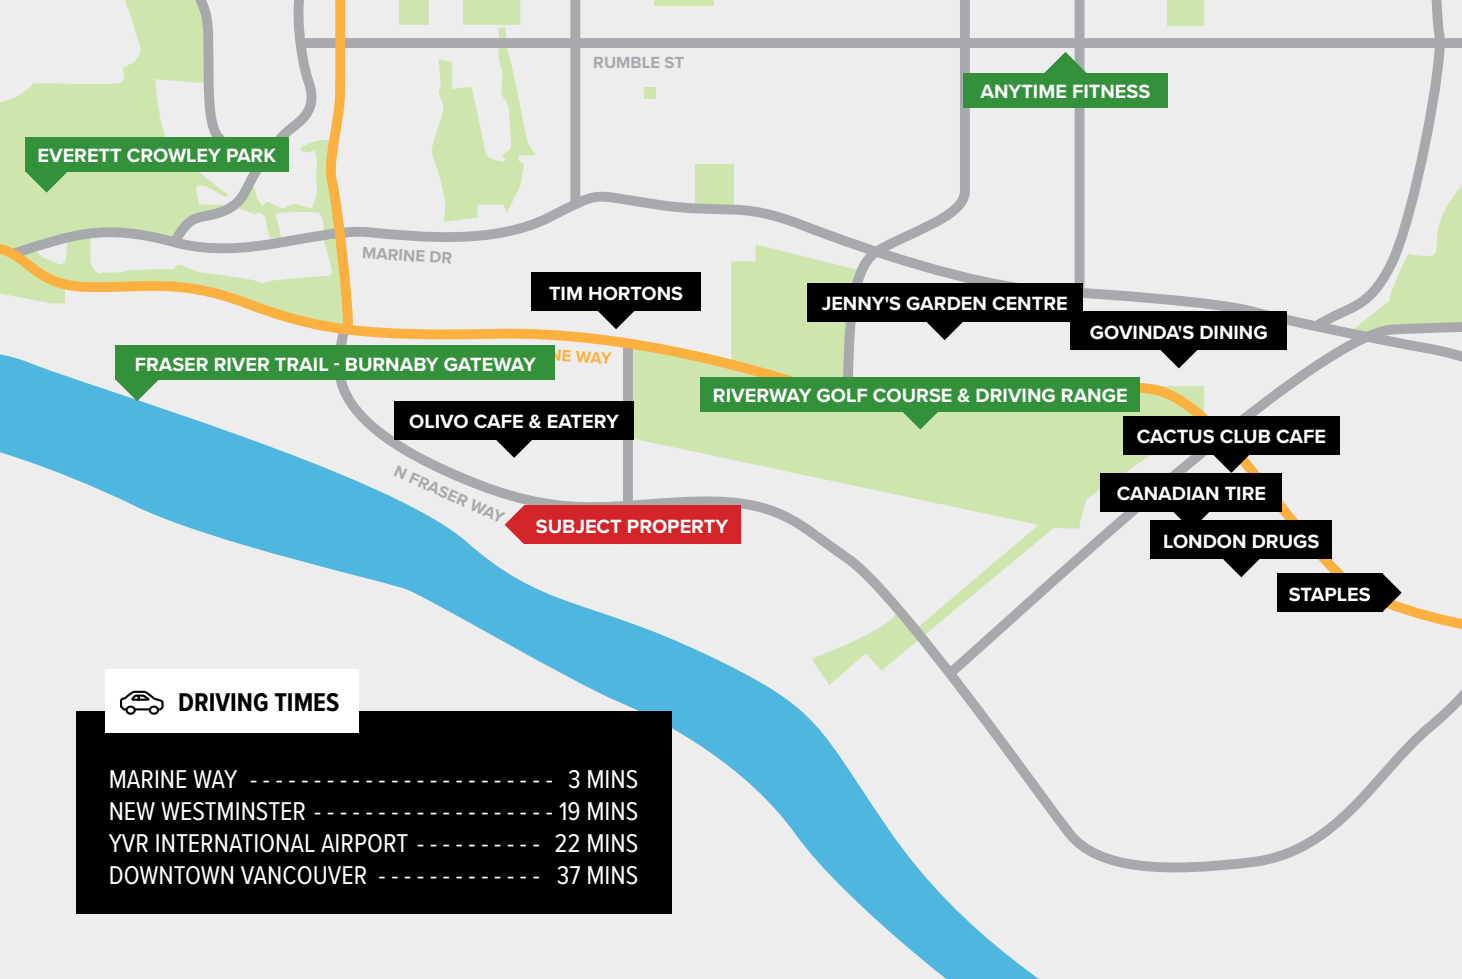 RUMBLE ST
ANYTIME FITNESS
EVERETT CROWLEY PARK
MARINE DR
TIM HORTONS
JENNY'S GARDEN CENTRE
GOVINDA'S DINING
FRASER RIVER TRAIL - BURNABY GATEWAY
NE WAY
RIVERWAY GOLF COURSE & DRIVING RANGE
OLIVO CAFE & EATERY
CACTUS CLUB CAFE
N FRASER WAY
CANADIAN TIRE
SUBJECT PROPERTY
LONDON DRUGS
STAPLES
DRIVING TIMES
MARINE WAY - - - - - - - - - - - - - - - - - - - - - - - - 3 MINS
NEW WESTMINSTER - - - - - - - - - - - - - - - - - - - 19 MINS
YVR INTERNATIONAL AIRPORT - - - - - - - - - - 22 MINS
DOWNTOWN VANCOUVER - - - - - - - - - - - - - 37 MINS